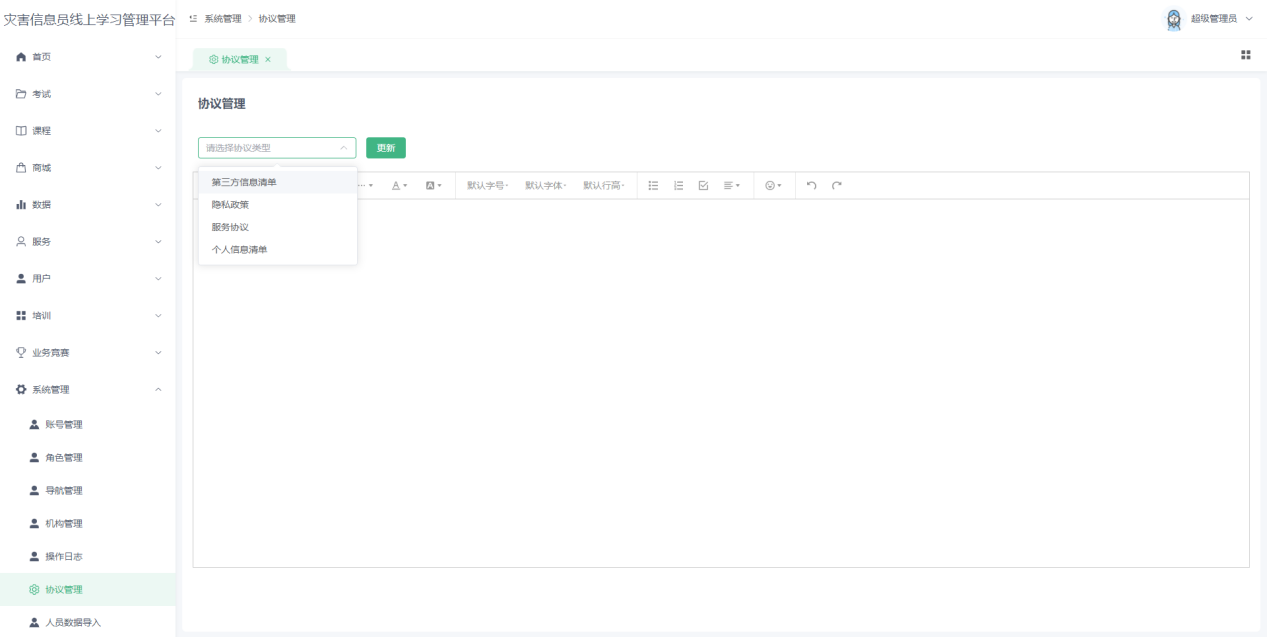 灾害信息员线上学习管理平台
系统管理 > 协议管理
超级管理员
首页
考试
课程
商城
数据
服务
用户
培训
业务竞赛
系统管理
账号管理
角色管理
导航管理
机构管理
操作日志
协议管理
人员数据导入
协议管理 ×
协议管理
请选择协议类型
更新
第三方信息清单
隐私政策
服务协议
个人信息清单
A A 默认字号 默认字体 默认行高